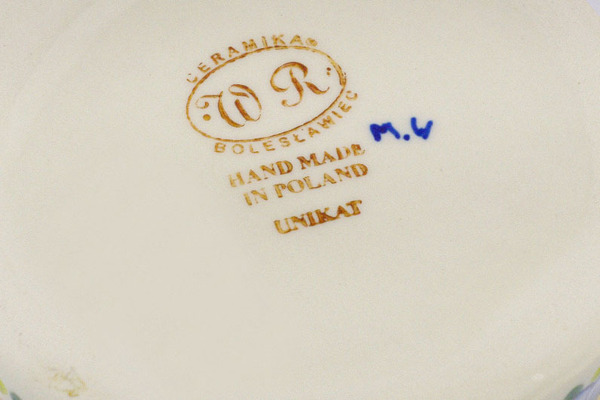 CERAMIKA®
W R
BOLESŁAWIEC
M.W
HAND MADE
IN POLAND
UNIKAT